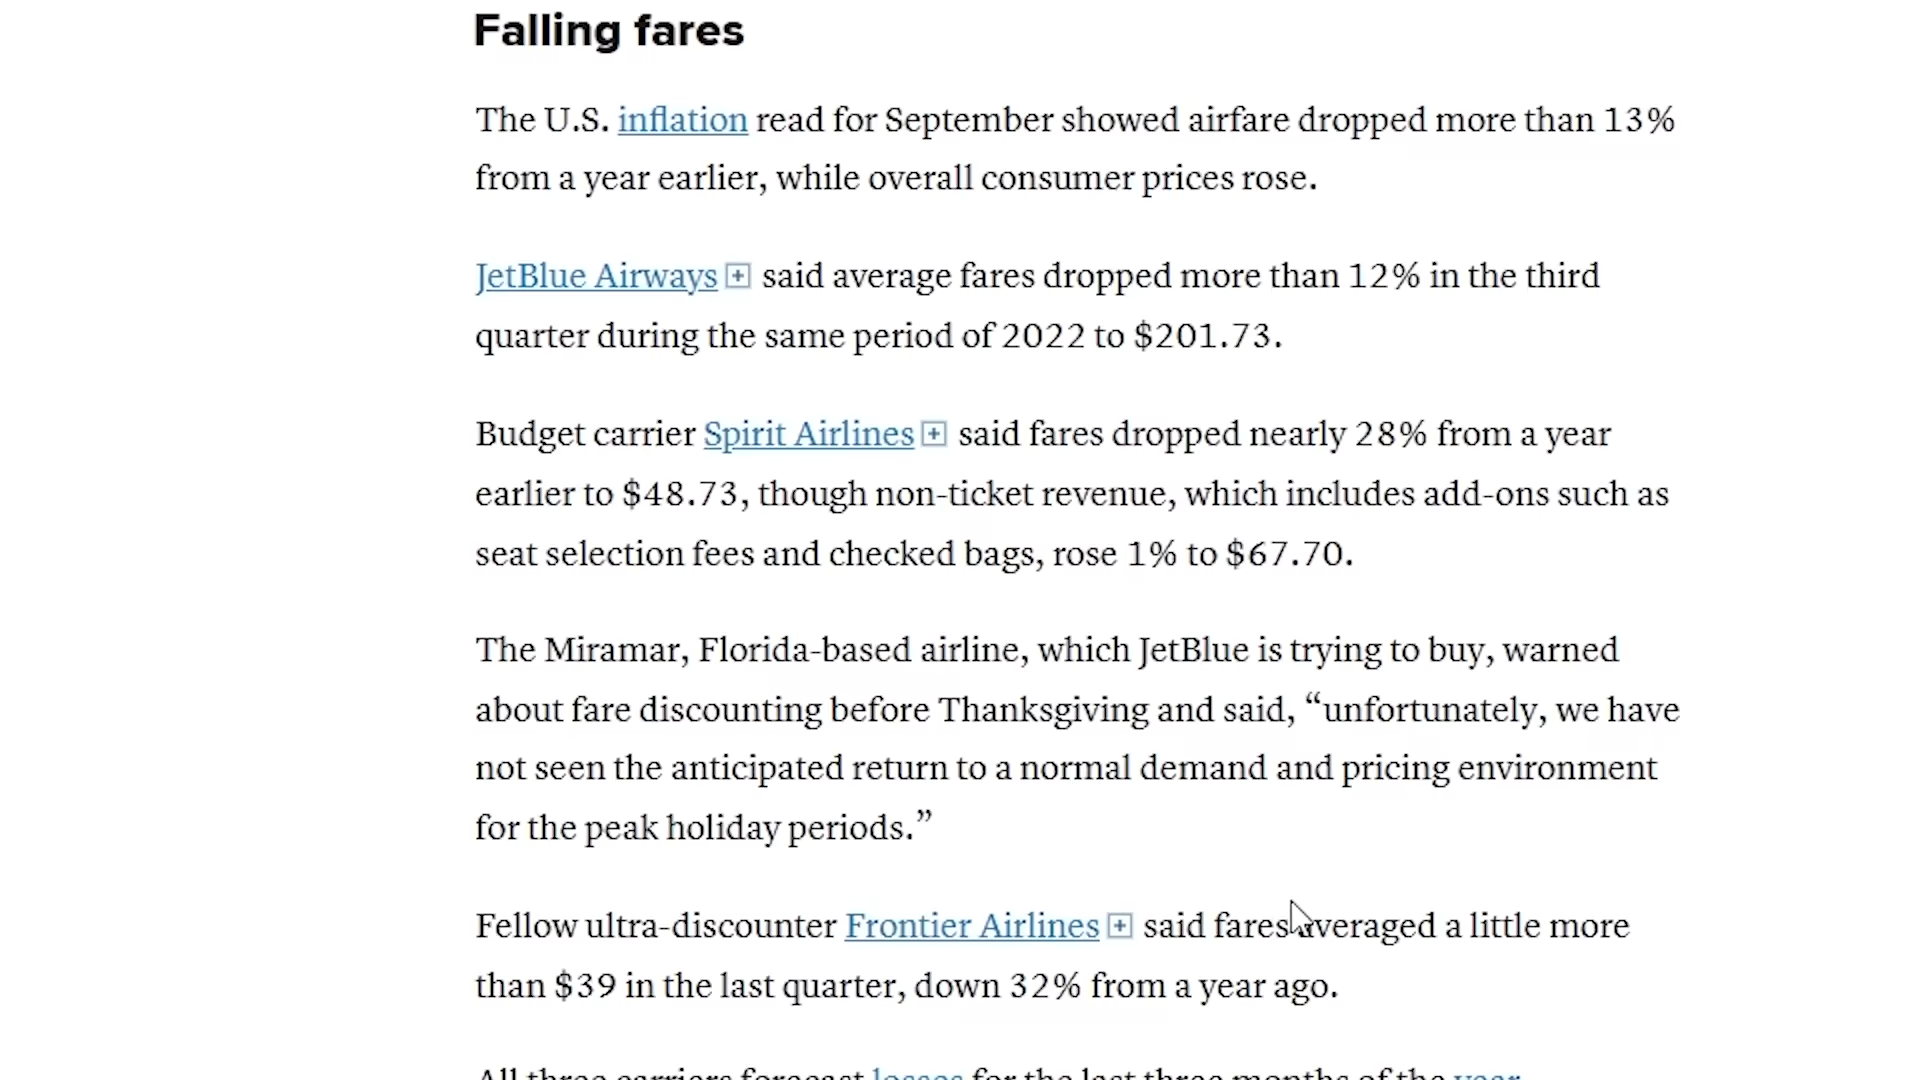 Falling fares
The U.S. inflation read for September showed airfare dropped more than 13%
from a year earlier, while overall consumer prices rose.
JetBlue Airways said average fares dropped more than 12% in the third
quarter during the same period of 2022 to $201.73.
Budget carrier Spirit Airlines said fares dropped nearly 28% from a year
earlier to $48.73, though non-ticket revenue, which includes add-ons such as
seat selection fees and checked bags, rose 1% to $67.70.
The Miramar, Florida-based airline, which JetBlue is trying to buy, warned
about fare discounting before Thanksgiving and said, “unfortunately, we have
not seen the anticipated return to a normal demand and pricing environment
for the peak holiday periods.”
Fellow ultra-discounter Frontier Airlines said fares averaged a little more
than $39 in the last quarter, down 32% from a year ago.
All three carriers forecast losses for the last three months of the year